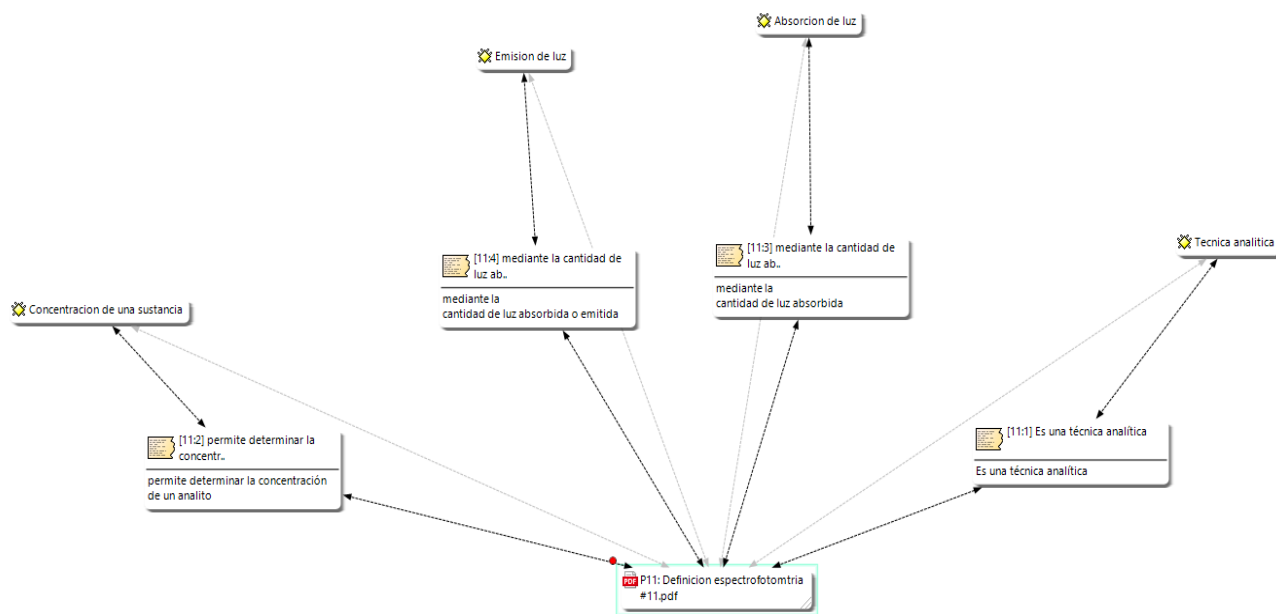 Absorcion de luz
Emision de luz
Tecnica analitica
[11:4] mediante la cantidad de
luz ab..
mediante la
cantidad de luz absorbida o emitida
[11:3] mediante la cantidad de
luz ab..
mediante la
cantidad de luz absorbida
Concentracion de una sustancia
[11:2] permite determinar la
concentr..
permite determinar la concentración
de un analito
[11:1] Es una técnica analítica
Es una técnica analítica
PDF
P11: Definicion espectrofotomtria
#11.pdf